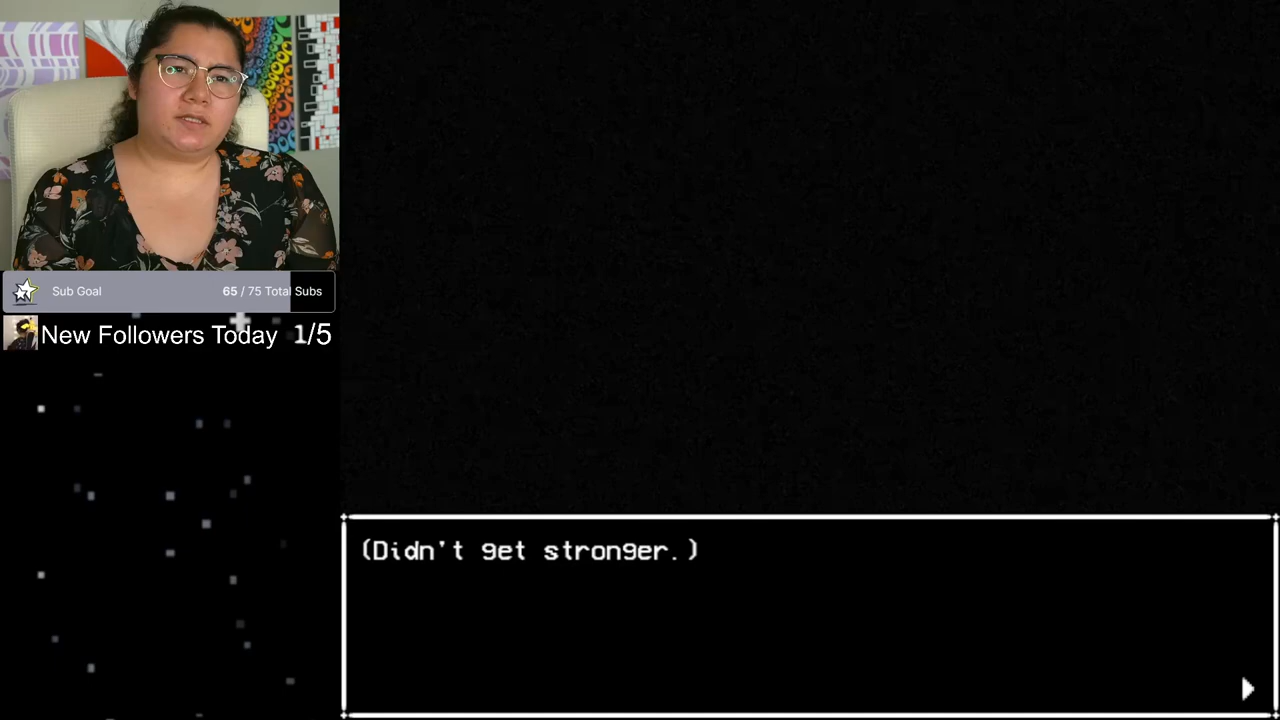 Sub Goal 65 / 75 Total Subs
New Followers Today 1/5
(Didn't get stronger.)